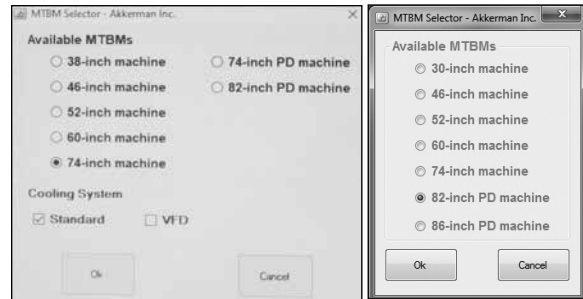 MTBM Selector - Akkerman Inc.
Available MTBMs
38-inch machine
46-inch machine
52-inch machine
60-inch machine
74-inch machine
74-inch PD machine
82-inch PD machine
Cooling System
Standard
VFD
Ok
Cancel
MTBM Selector - Akkerman Inc.
Available MTBMs
30-inch machine
46-inch machine
52-inch machine
60-inch machine
74-inch machine
82-inch PD machine
86-inch PD machine
Ok
Cancel